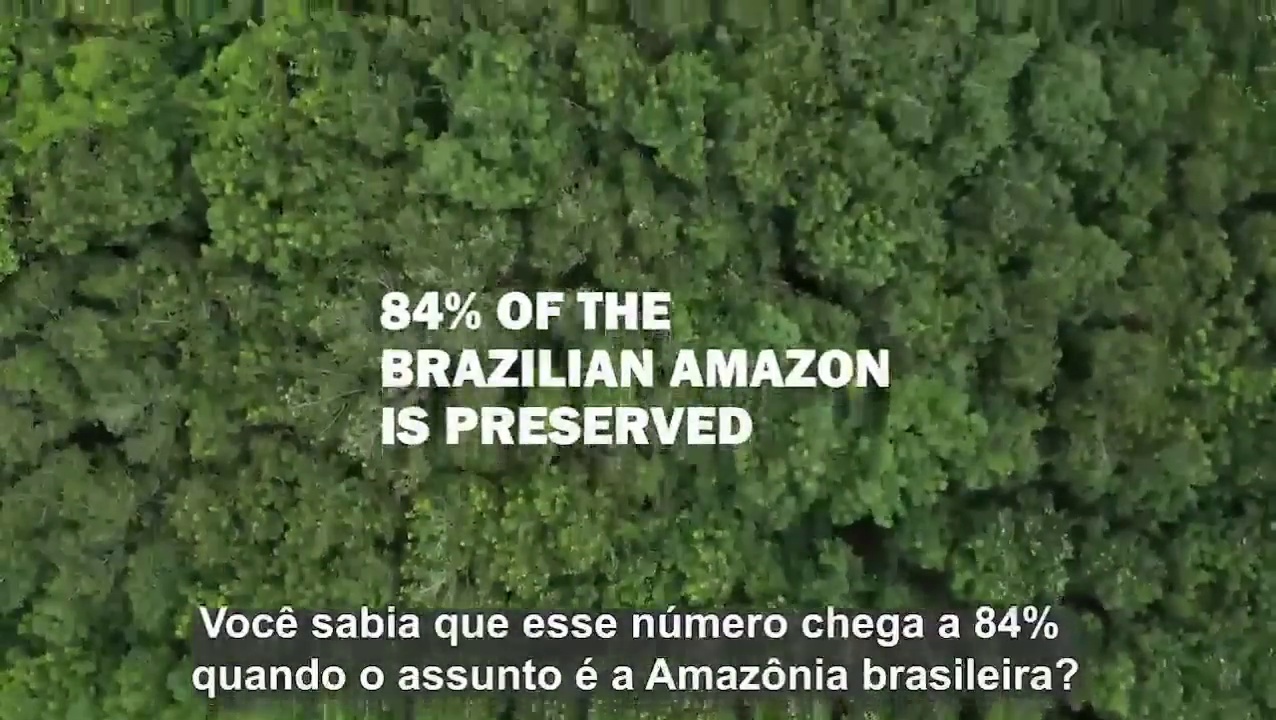 84% OF THE
BRAZILIAN AMAZON
IS PRESERVED
Você sabia que esse número chega a 84%
quando o assunto é a Amazônia brasileira?